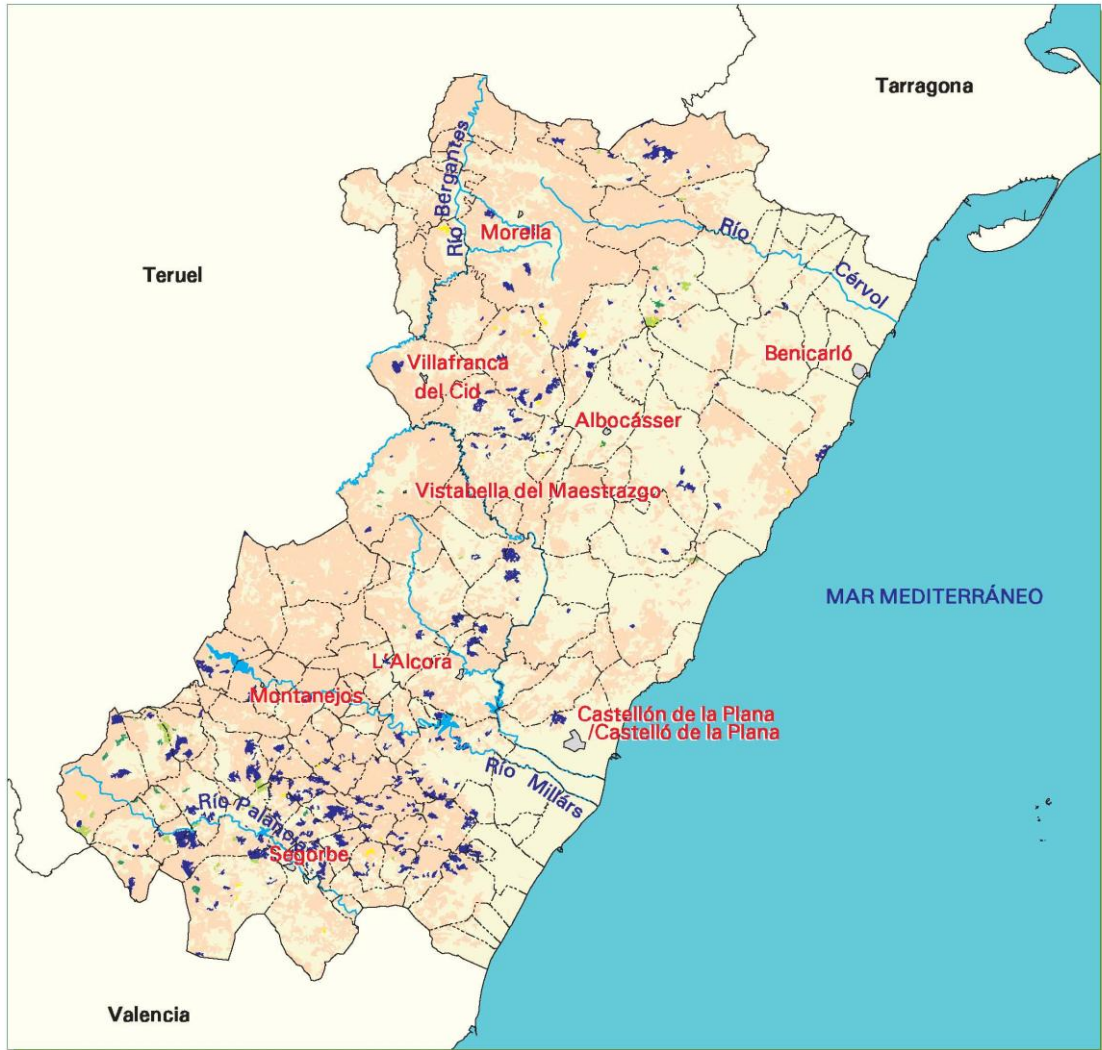 Tarragona
Río Bergantes
Morella
Río
Cérvol
Teruel
Benicarló
Villafranca
del Cid
Albocásser
Vistabella del Maestrazgo
MAR MEDITERRÁNEO
L'Alcora
Montanejos
Castellón de la Plana
/Castelló de la Plana
Río Millárs
Río Palancia
Segorbe
Valencia